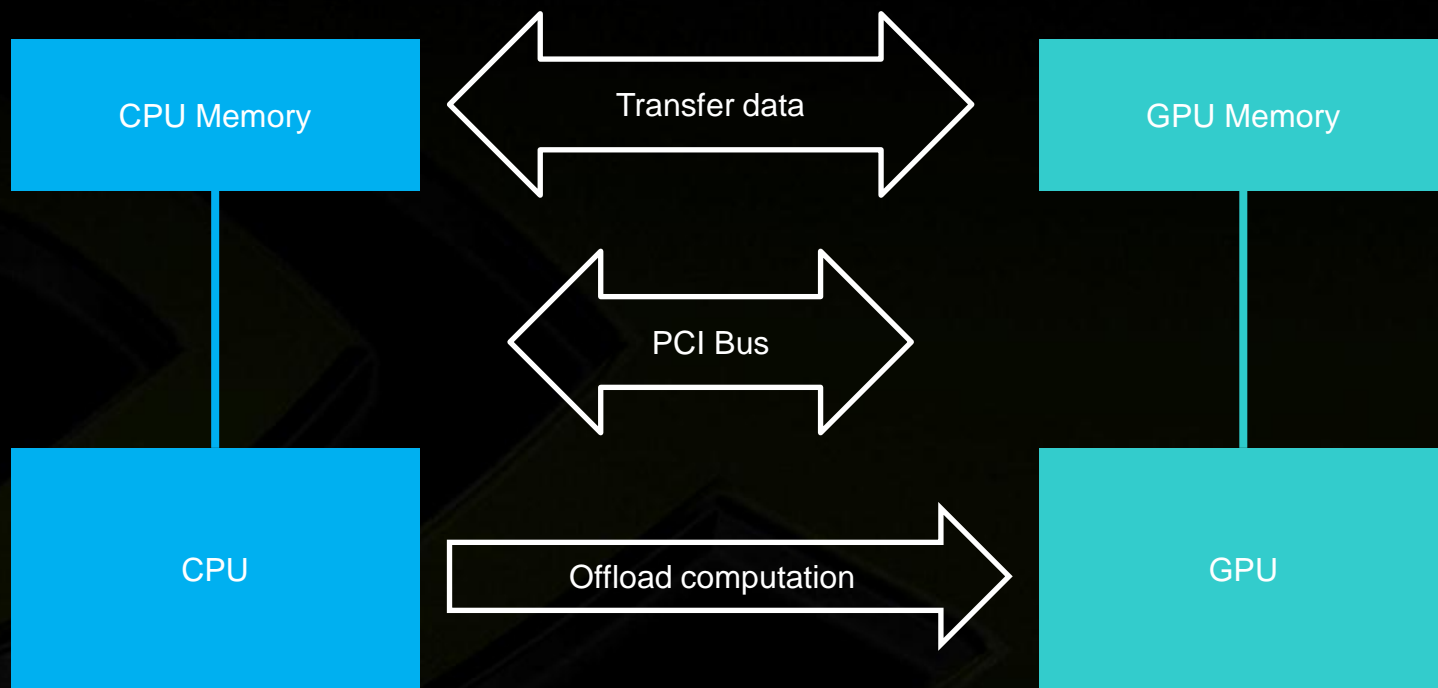 CPU Memory
Transfer data
GPU Memory
PCI Bus
CPU
Offload computation
GPU